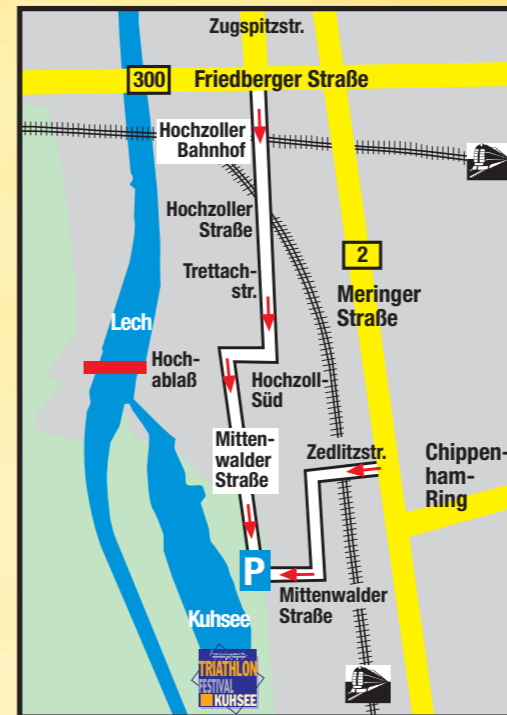 Zugspitzstr.
300
Friedberger Straße
Hochzoller
Bahnhof
Hochzoller
Straße
2
Trettach-
str.
Meringer
Straße
Lech
Hoch-
ablaß
Hochzoll-
Süd
Mitten-
walder
Straße
Zedlitzstr.
Chippen-
ham-
Ring
P
Mittenwalder
Straße
Kuhsee
TRIATHLON
FESTIVAL
KUHSEE